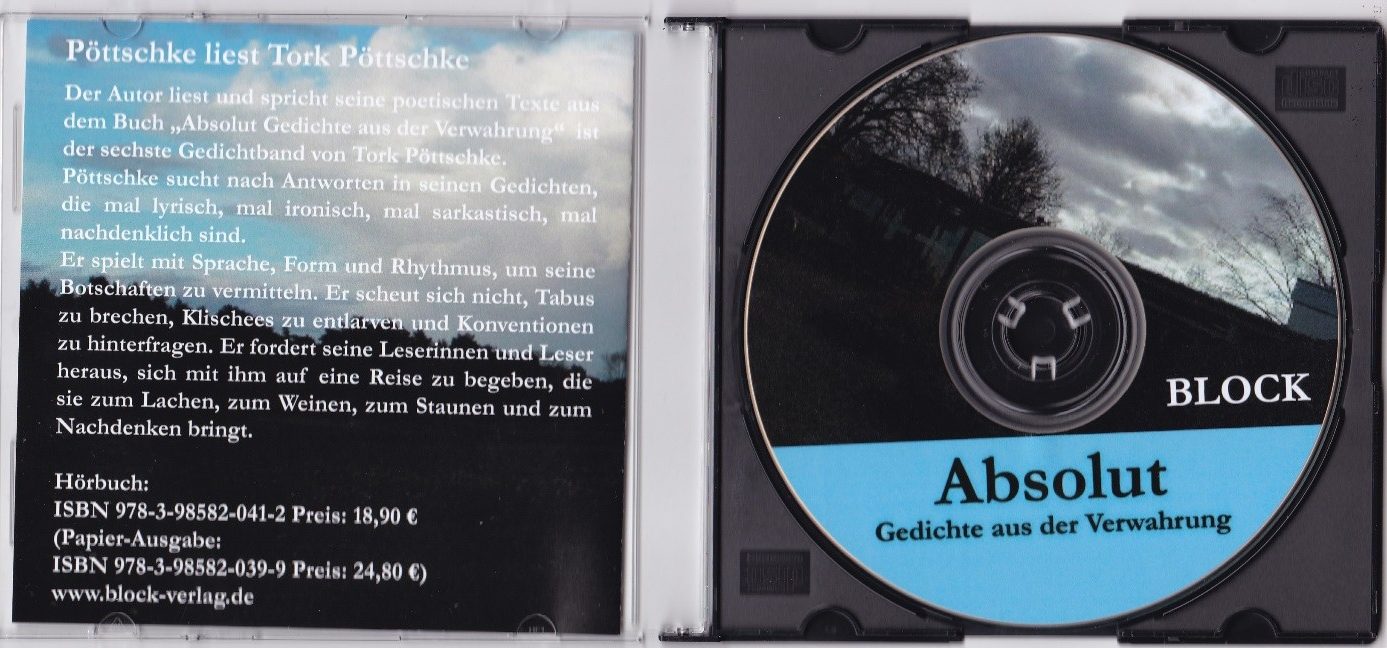 Pöttschke liest Tork Pöttschke
Der Autor liest und spricht seine poetischen Texte aus
dem Buch „Absolut Gedichte aus der Verwahrung“ ist
der sechste Gedichtband von Tork Pöttschke.
Pöttschke sucht nach Antworten in seinen Gedichten,
die mal lyrisch, mal ironisch, mal sarkastisch, mal
nachdenklich sind.
Er spielt mit Sprache, Form und Rhythmus, um seine
Botschaften zu vermitteln. Er scheut sich nicht, Tabus
zu brechen, Klischees zu entlarven und Konventionen
zu hinterfragen. Er fordert seine Leserinnen und Leser
heraus, sich mit ihm auf eine Reise zu begeben, die
sie zum Lachen, zum Weinen, zum Staunen und zum
Nachdenken bringt.
Hörbuch:
ISBN 978-3-98582-041-2 Preis: 18,90 €
(Papier-Ausgabe:
ISBN 978-3-98582-039-9 Preis: 24,80 €)
www.block-verlag.de
BLOCK
Absolut
Gedichte aus der Verwahrung